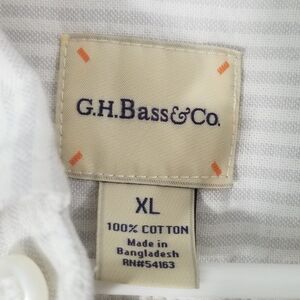 G.H.Bass&Co.
XL
100% COTTON
Made in
Bangladesh
RN#54163